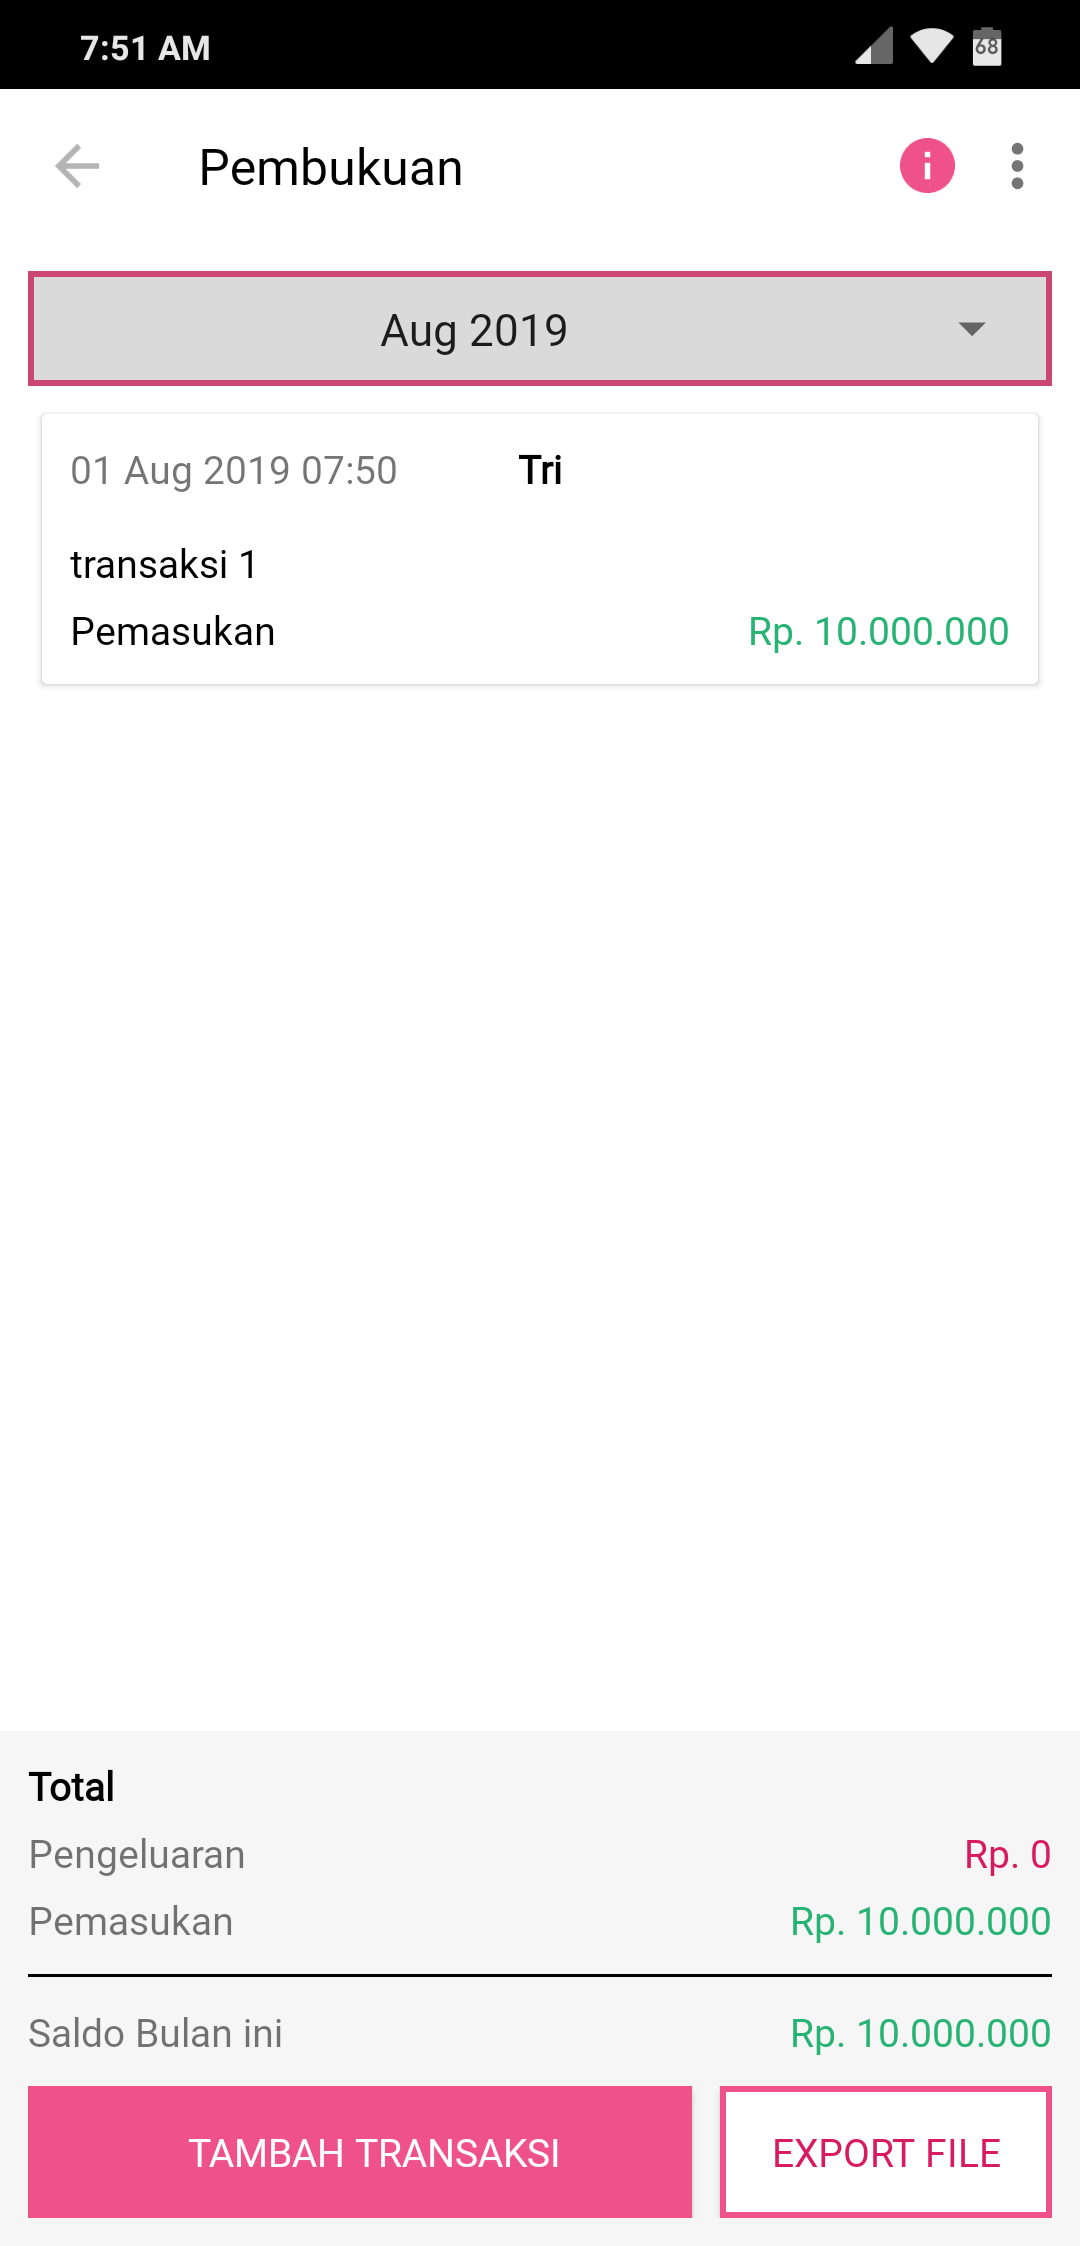 7:51 AM
68
Pembukuan
Aug 2019
01 Aug 2019 07:50 Tri
transaksi 1
Pemasukan Rp. 10.000.000
Total
Pengeluaran Rp. 0
Pemasukan Rp. 10.000.000
Saldo Bulan ini Rp. 10.000.000
TAMBAH TRANSAKSI EXPORT FILE